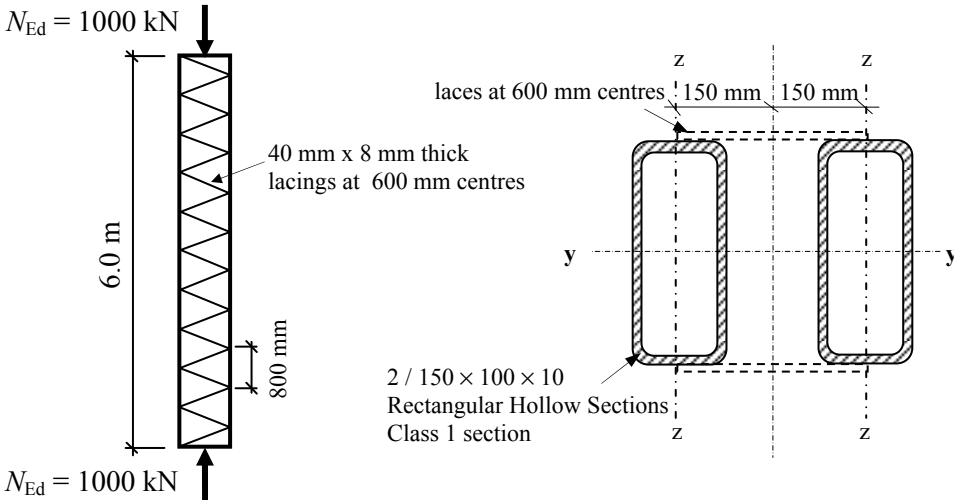 N_Ed = 1000 kN
40 mm x 8 mm thick
lacings at 600 mm centres
6.0 m
800 mm
N_Ed = 1000 kN
z
z
laces at 600 mm centres
150 mm
150 mm
y
y
2 / 150 × 100 × 10
Rectangular Hollow Sections
Class 1 section
z
z